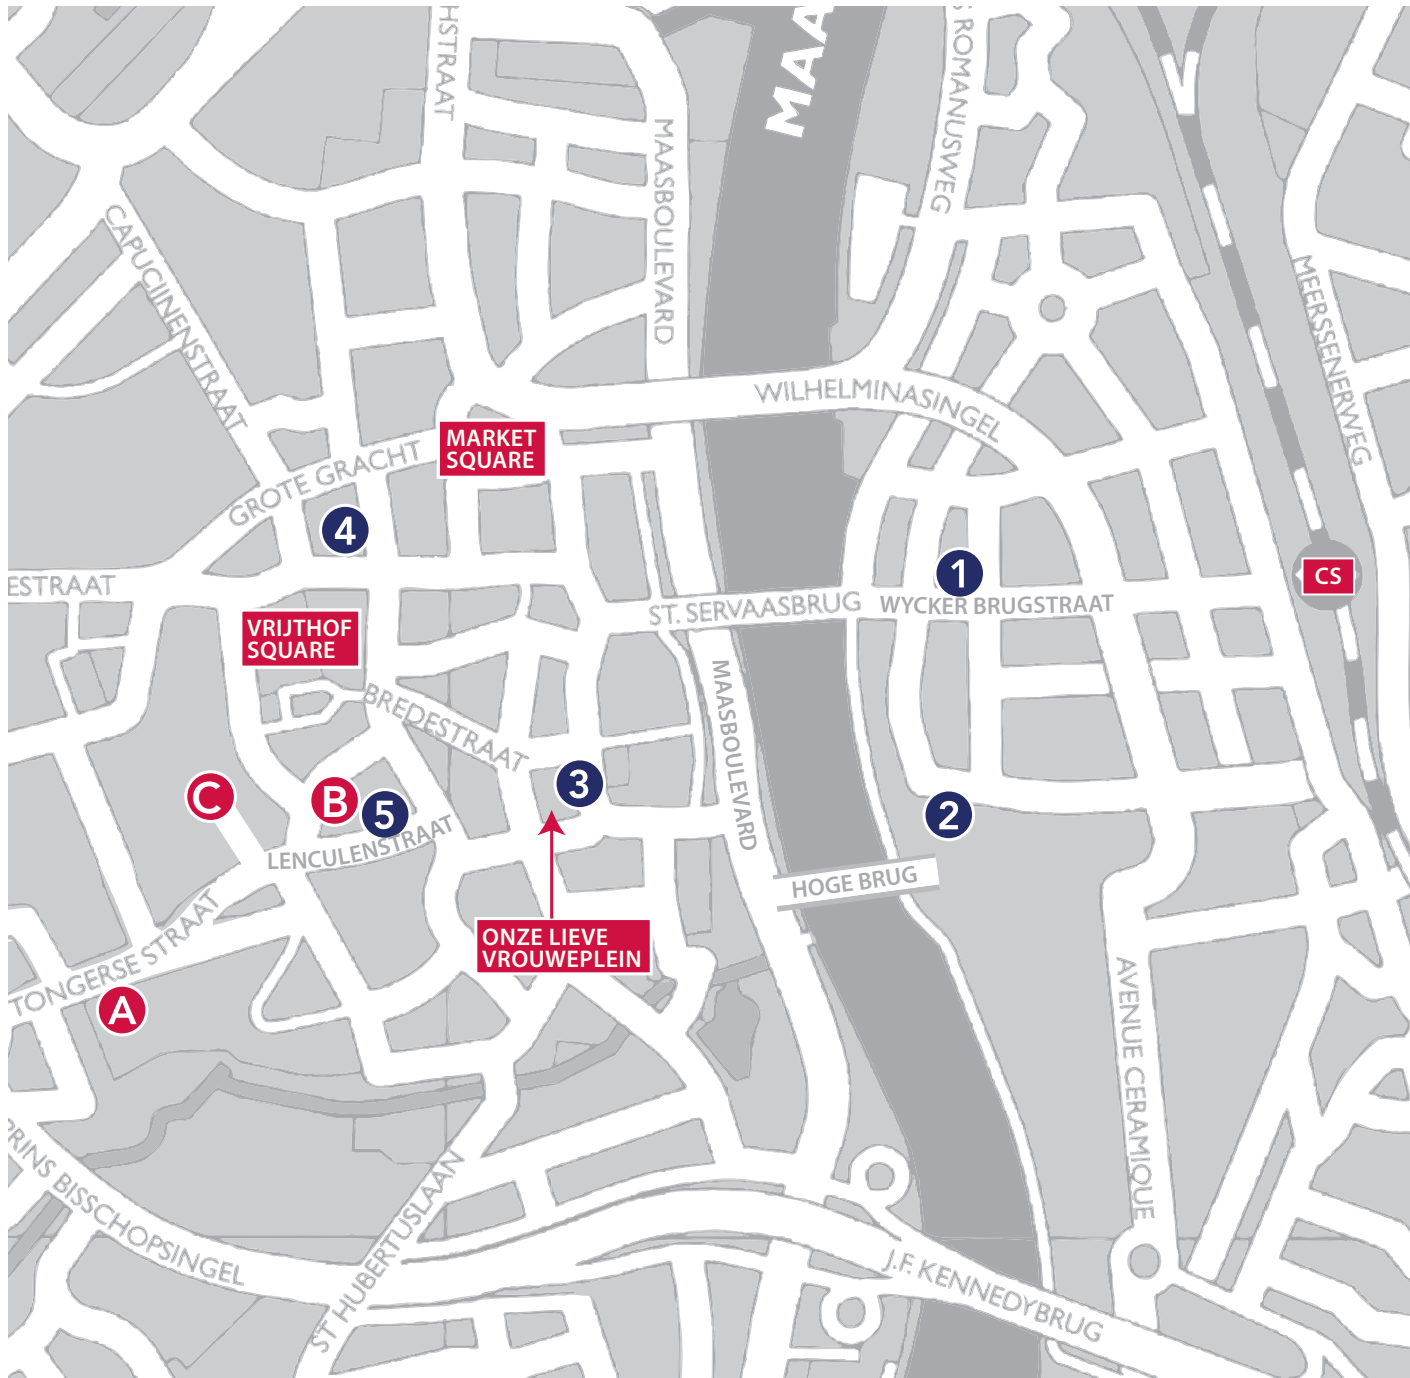 HSTRAAT
MAA
S ROMANUSWEG
MAASBOULEVARD
CAPUCIJNENSTRAAT
MEERSSENERWEG
WILHELMINASINGEL
MARKET
SQUARE
GROTE GRACHT
4
1
CS
ESTRAAT
ST. SERVAASBRUG
WYCKER BRUGSTRAAT
VRIJTHOF
SQUARE
BREDESTRAAT
MAASBOULEVARD
C
B
5
3
2
LENCULENSTRAAT
HOGE BRUG
ONZE LIEVE
VROUWEPLEIN
TONGERSE STRAAT
A
AVENUE CERAMIQUE
PRINS BISSCHOPSINGEL
ST HUBERTUSLAAN
J.F. KENNEDYBRUG